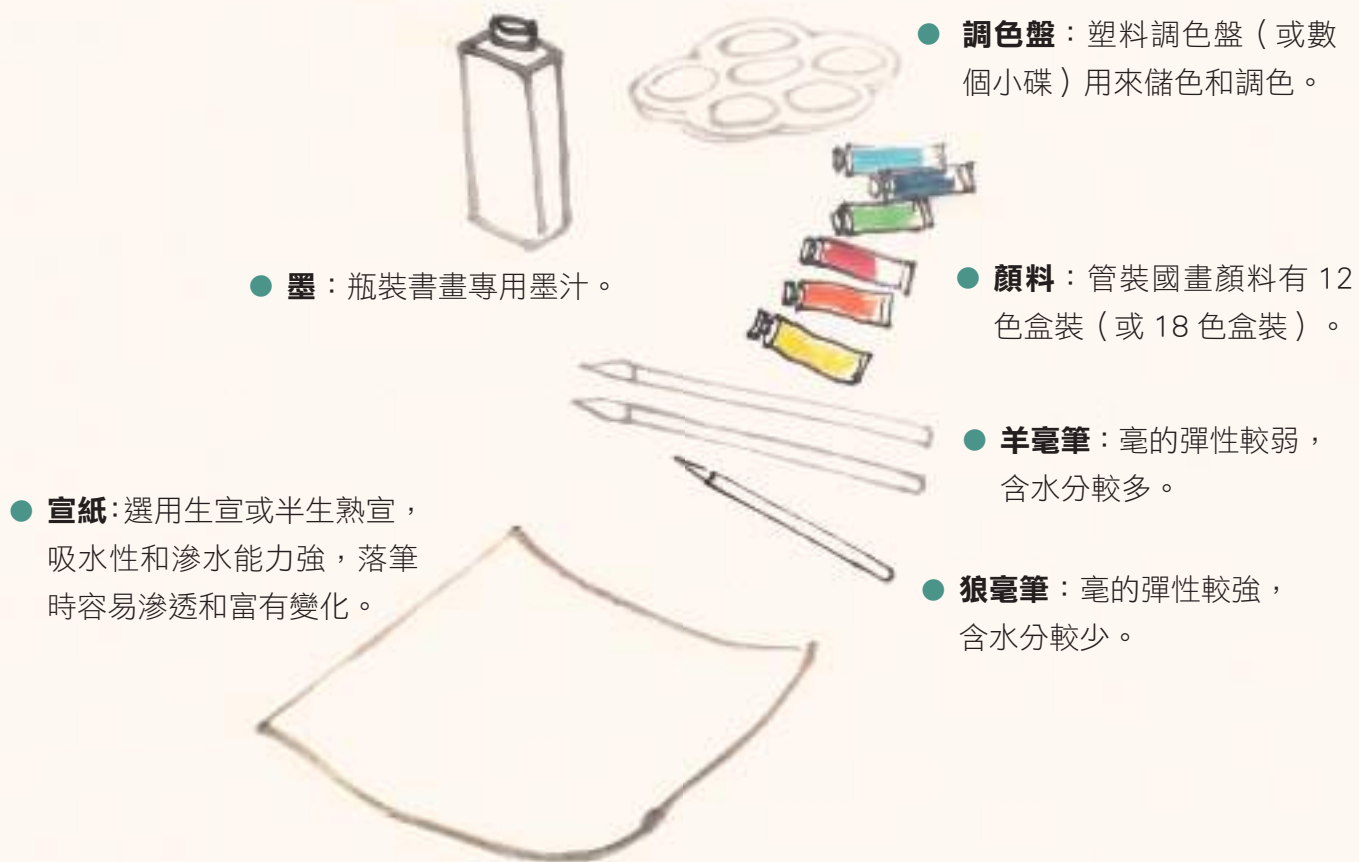 ● 調色盤：塑料調色盤（或數
個小碟）用來儲色和調色。
● 墨：瓶裝書畫專用墨汁。
● 顏料：管裝國畫顏料有 12
色盒裝（或 18 色盒裝）。
● 羊毫筆：毫的彈性較弱，
含水分較多。
● 宣紙：選用生宣或半生熟宣，
吸水性和滲水能力強，落筆
時容易滲透和富有變化。
● 狼毫筆：毫的彈性較強，
含水分較少。